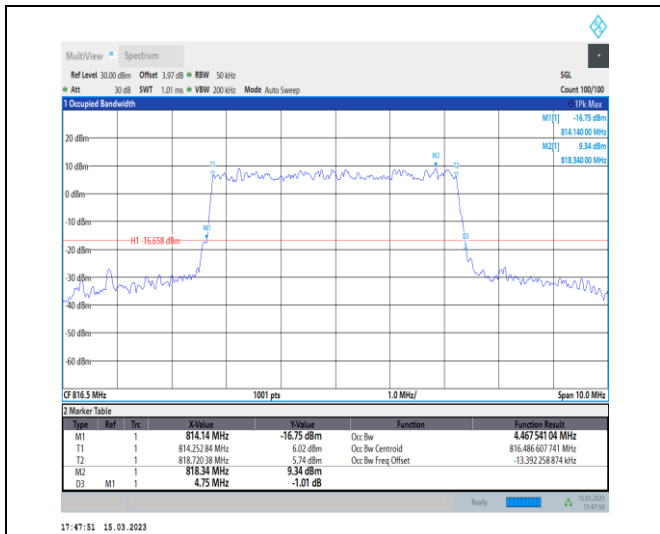 MultiView Spectrum
Ref Level 30.00 dBm Offset 3.97 dB RBW 50 kHz SGL
Att 30 dB SWT 1.01 ms VBW 200 kHz Mode Auto Sweep Count 100/100
1 Occupied Bandwidth 1Pk Max
M1[1] -16.75 dBm
814.140 00 MHz
M2[1] 9.34 dBm
818.340 00 MHz
20 dBm
10 dBm
0 dBm
-10 dBm
-20 dBm
-30 dBm
-40 dBm
-50 dBm
-60 dBm
H1 -16.658 dBm
T1
M2
T2
M1
D3
CF 816.5 MHz 1001 pts 1.0 MHz/ Span 10.0 MHz
2 Marker Table
Type Ref Trc X-Value Y-Value Function Function Result
M1 1 814.14 MHz -16.75 dBm Occ Bw 4.467 541 04 MHz
T1 1 814.252 84 MHz 6.02 dBm Occ Bw Centroid 816.486 607 741 MHz
T2 1 818.720 38 MHz 5.74 dBm Occ Bw Freq Offset -13.392 258 874 kHz
M2 1 818.34 MHz 9.34 dBm
D3 M1 1 4.75 MHz -1.01 dB
Ready 15.03.2023
17:47:50
17:47:51 15.03.2023